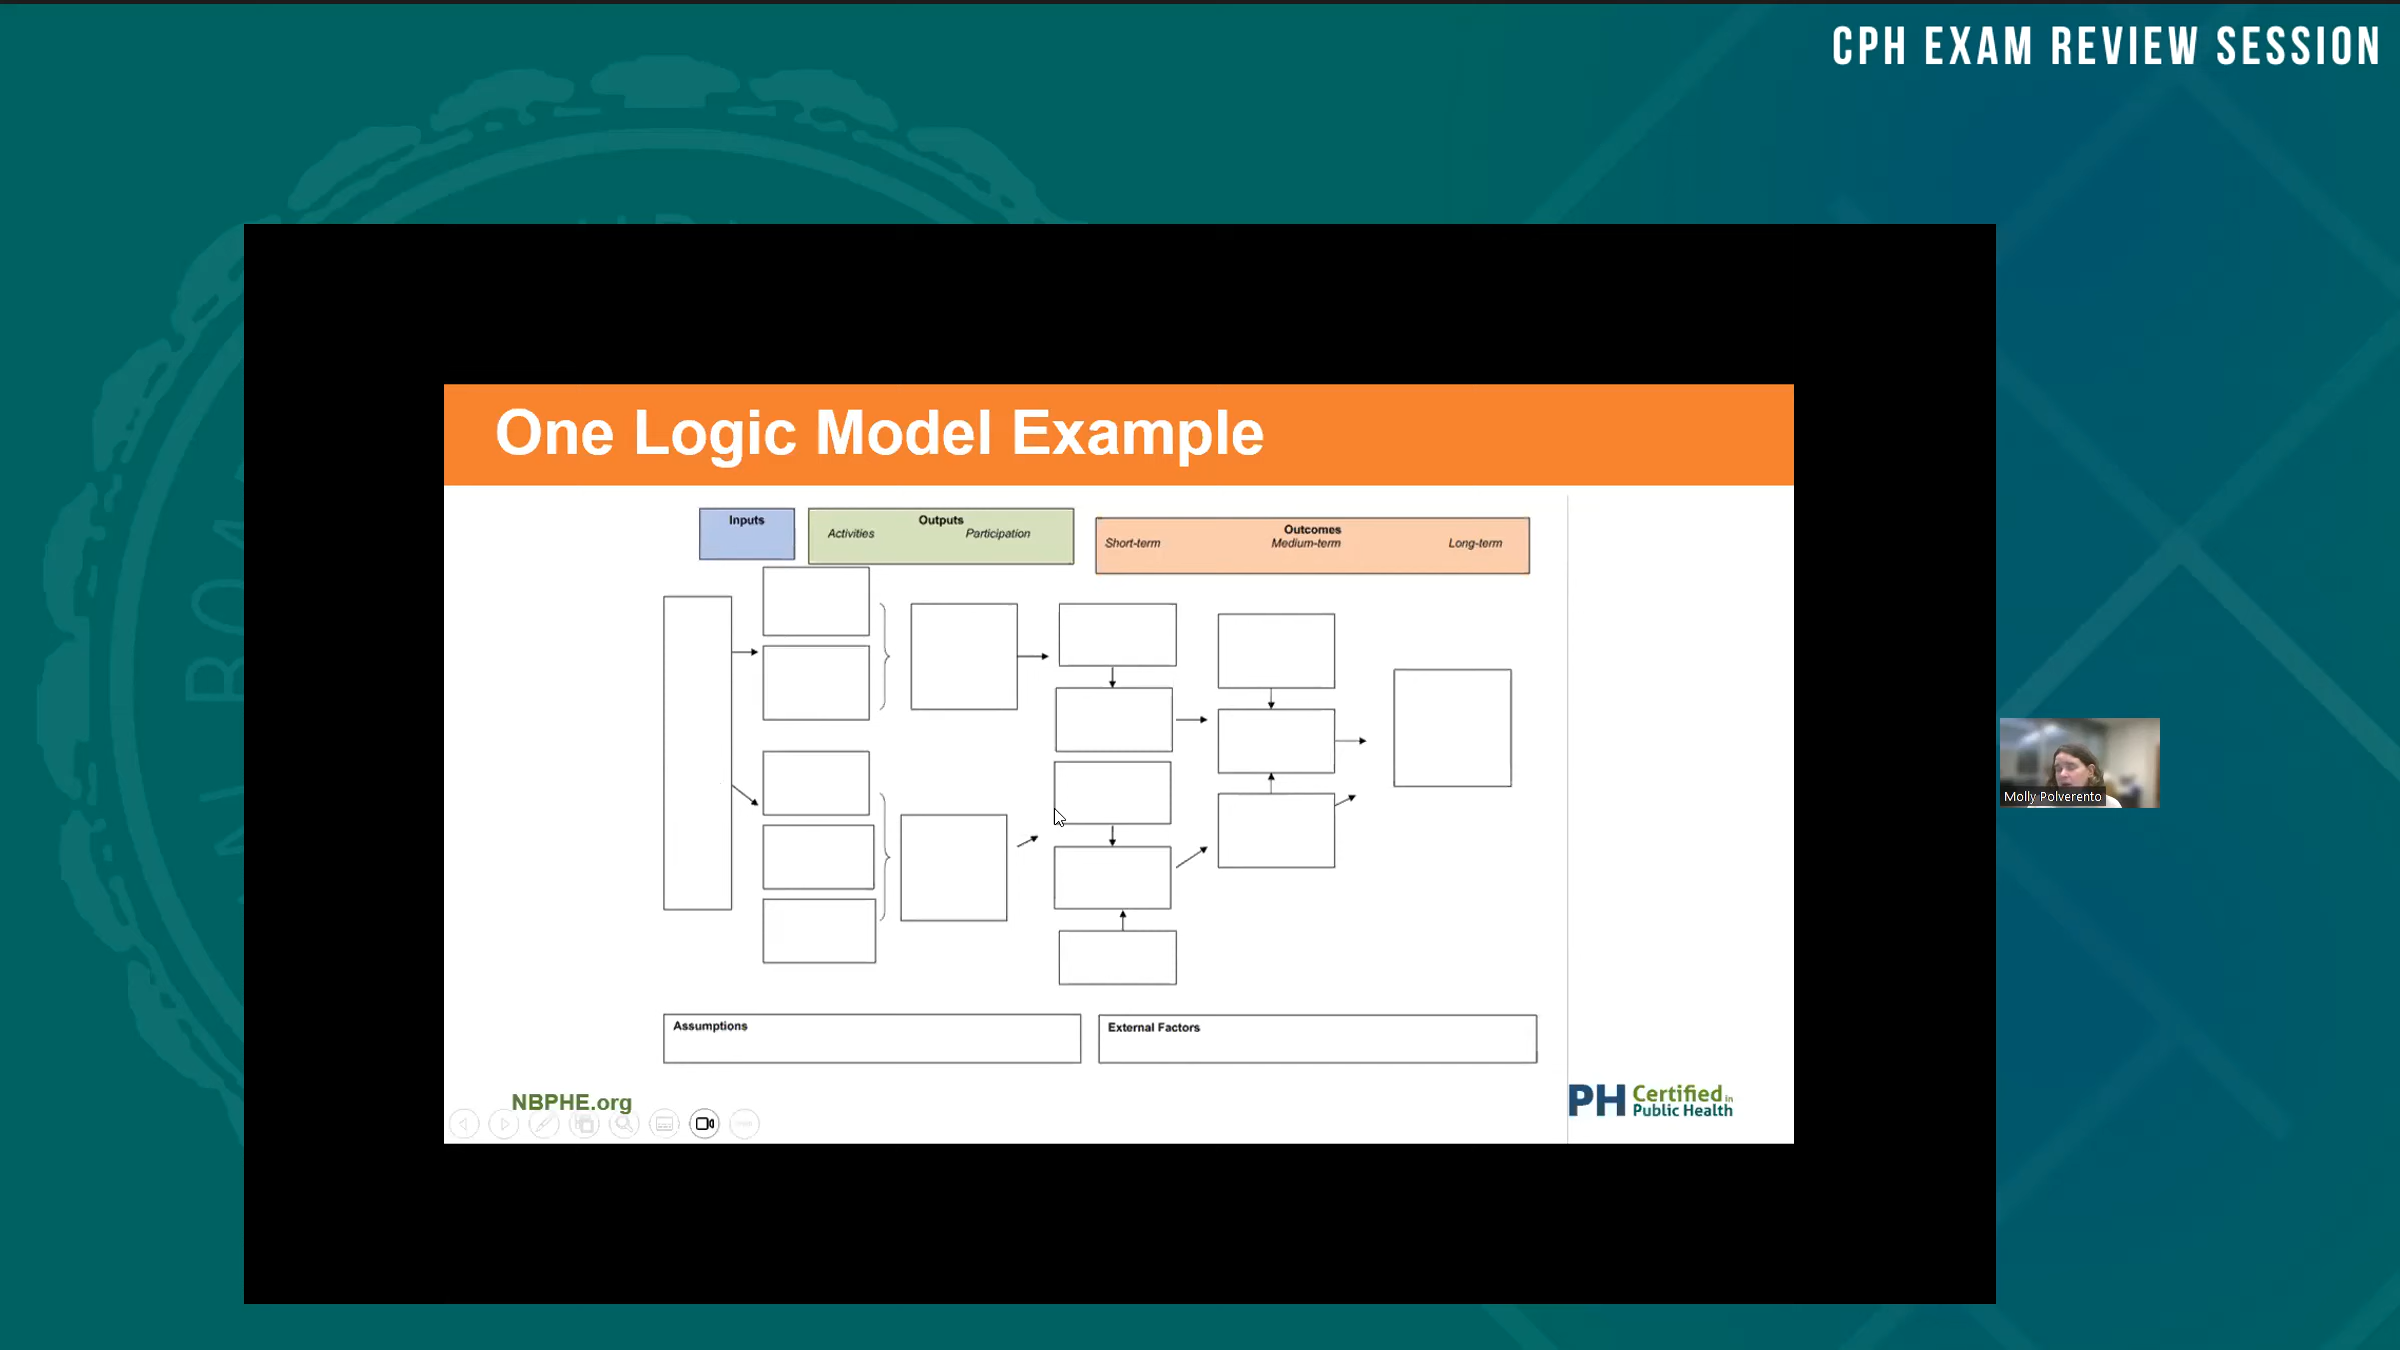 CPH EXAM REVIEW SESSION
One Logic Model Example
Inputs
Outputs
Activities Participation
Outcomes
Short-term Medium-term Long-term
Assumptions
External Factors
NBPHE.org
PH Certified in
Public Health
Molly Polverento